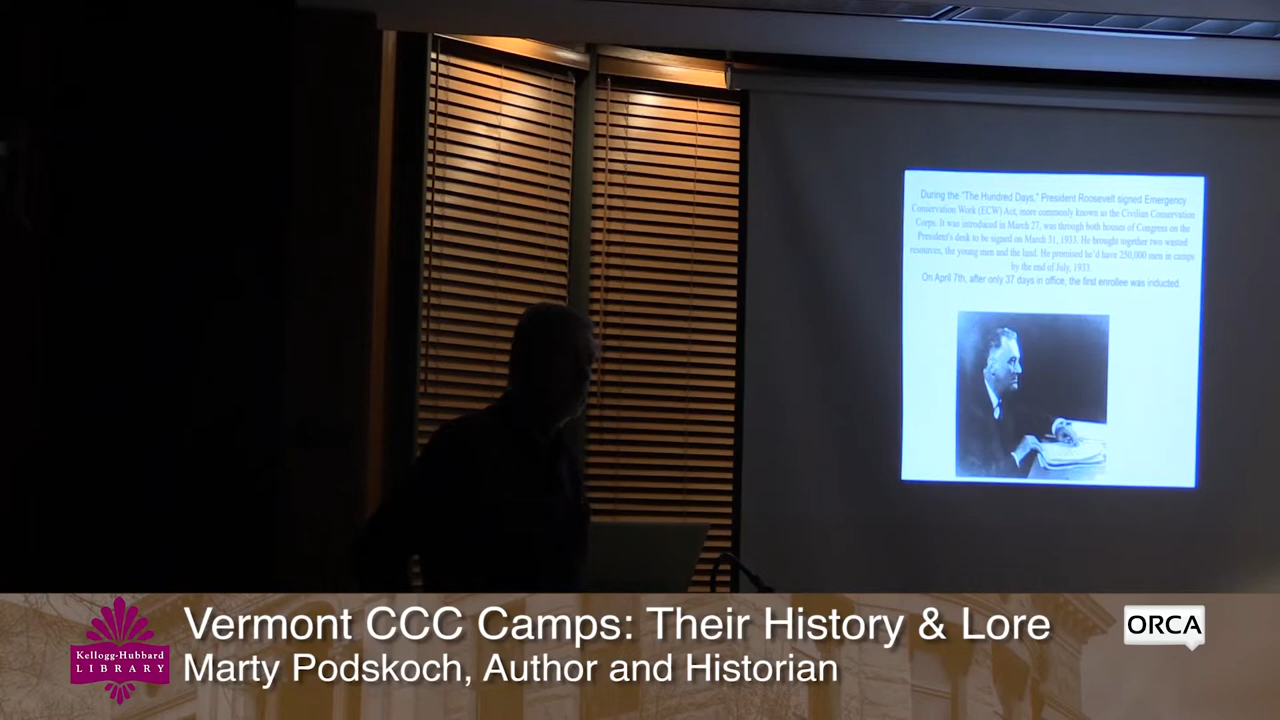 During the "The Hundred Days," President Roosevelt signed Emergency
Conservation Work (ECW) Act, more commonly known as the Civilian Conservation
Corps. It was introduced in March 27, was through both houses of Congress on the
President's desk to be signed on March 31, 1933. He brought together two wasted
resources, the young men and the land. He promised he'd have 250,000 men in camps
by the end of July, 1933.
On April 7th, after only 37 days in office, the first enrollee was inducted.
Vermont CCC Camps: Their History & Lore
Marty Podskoch, Author and Historian
Kellogg-Hubbard
LIBRARY
ORCA